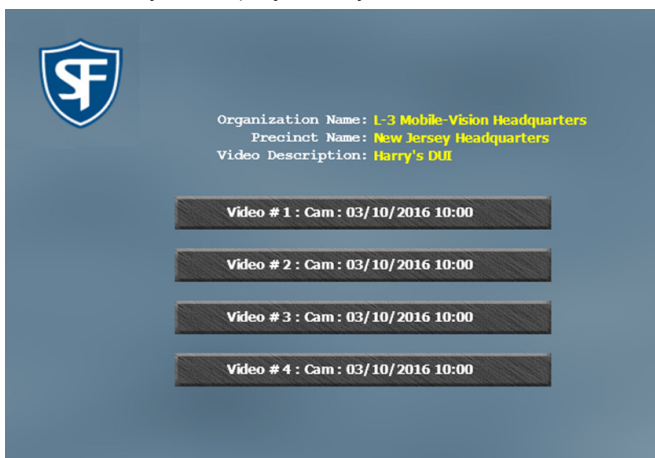 SF
Organization Name: L-3 Mobile-Vision Headquarters
Precinct Name: New Jersey Headquarters
Video Description: Harry's DUI
Video # 1 : Cam : 03/10/2016 10:00
Video # 2 : Cam : 03/10/2016 10:00
Video # 3 : Cam : 03/10/2016 10:00
Video # 4 : Cam : 03/10/2016 10:00